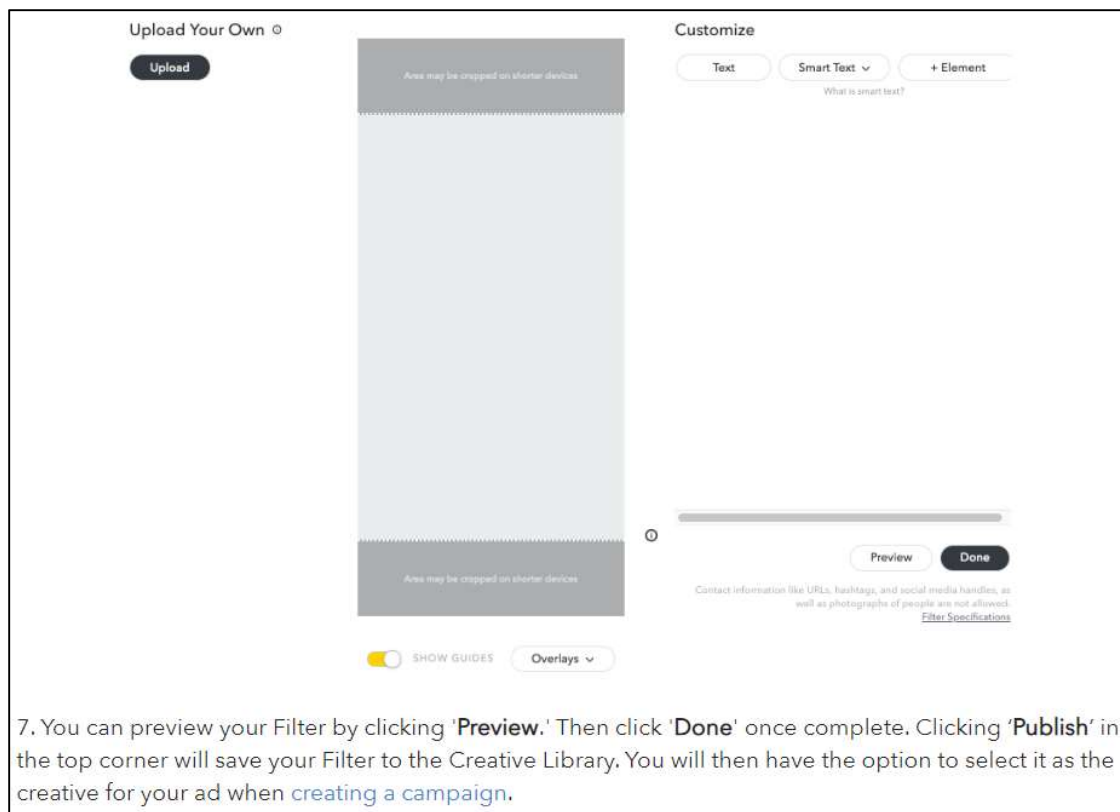 Upload Your Own
Upload
Area may be cropped on shorter devices
Area may be cropped on shorter devices
SHOW GUIDES
Overlays
Customize
Text
Smart Text
+ Element
What is smart text?
Preview
Done
Contact information like URLs, hashtags, and social media handles, as
well as photographs of people are not allowed.
Filter Specifications
7. You can preview your Filter by clicking 'Preview.' Then click 'Done' once complete. Clicking ‘Publish’ in
the top corner will save your Filter to the Creative Library. You will then have the option to select it as the
creative for your ad when creating a campaign.